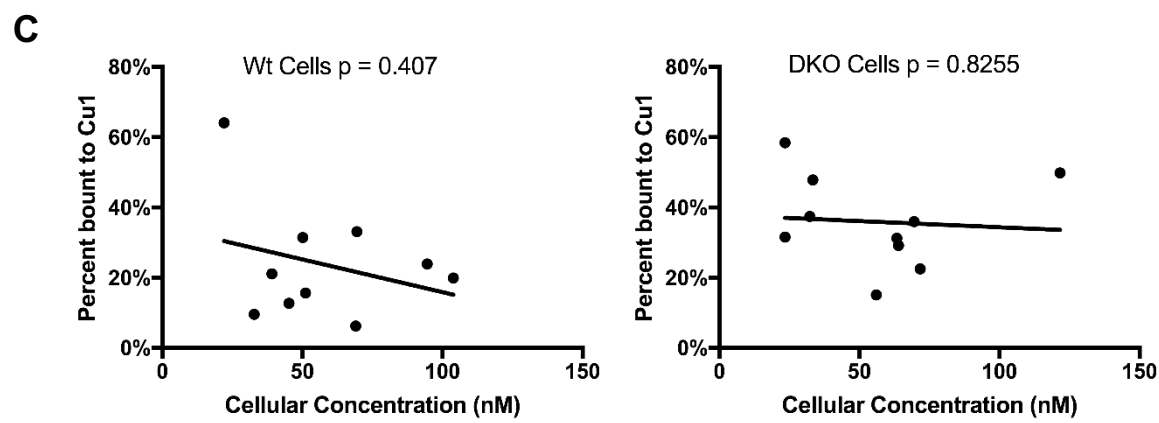 C
Wt Cells p = 0.407
80%
60%
40%
20%
0%
Percent bount to Cu1
0
50
100
150
Cellular Concentration (nM)
DKO Cells p = 0.8255
80%
60%
40%
20%
0%
Percent bount to Cu1
0
50
100
150
Cellular Concentration (nM)